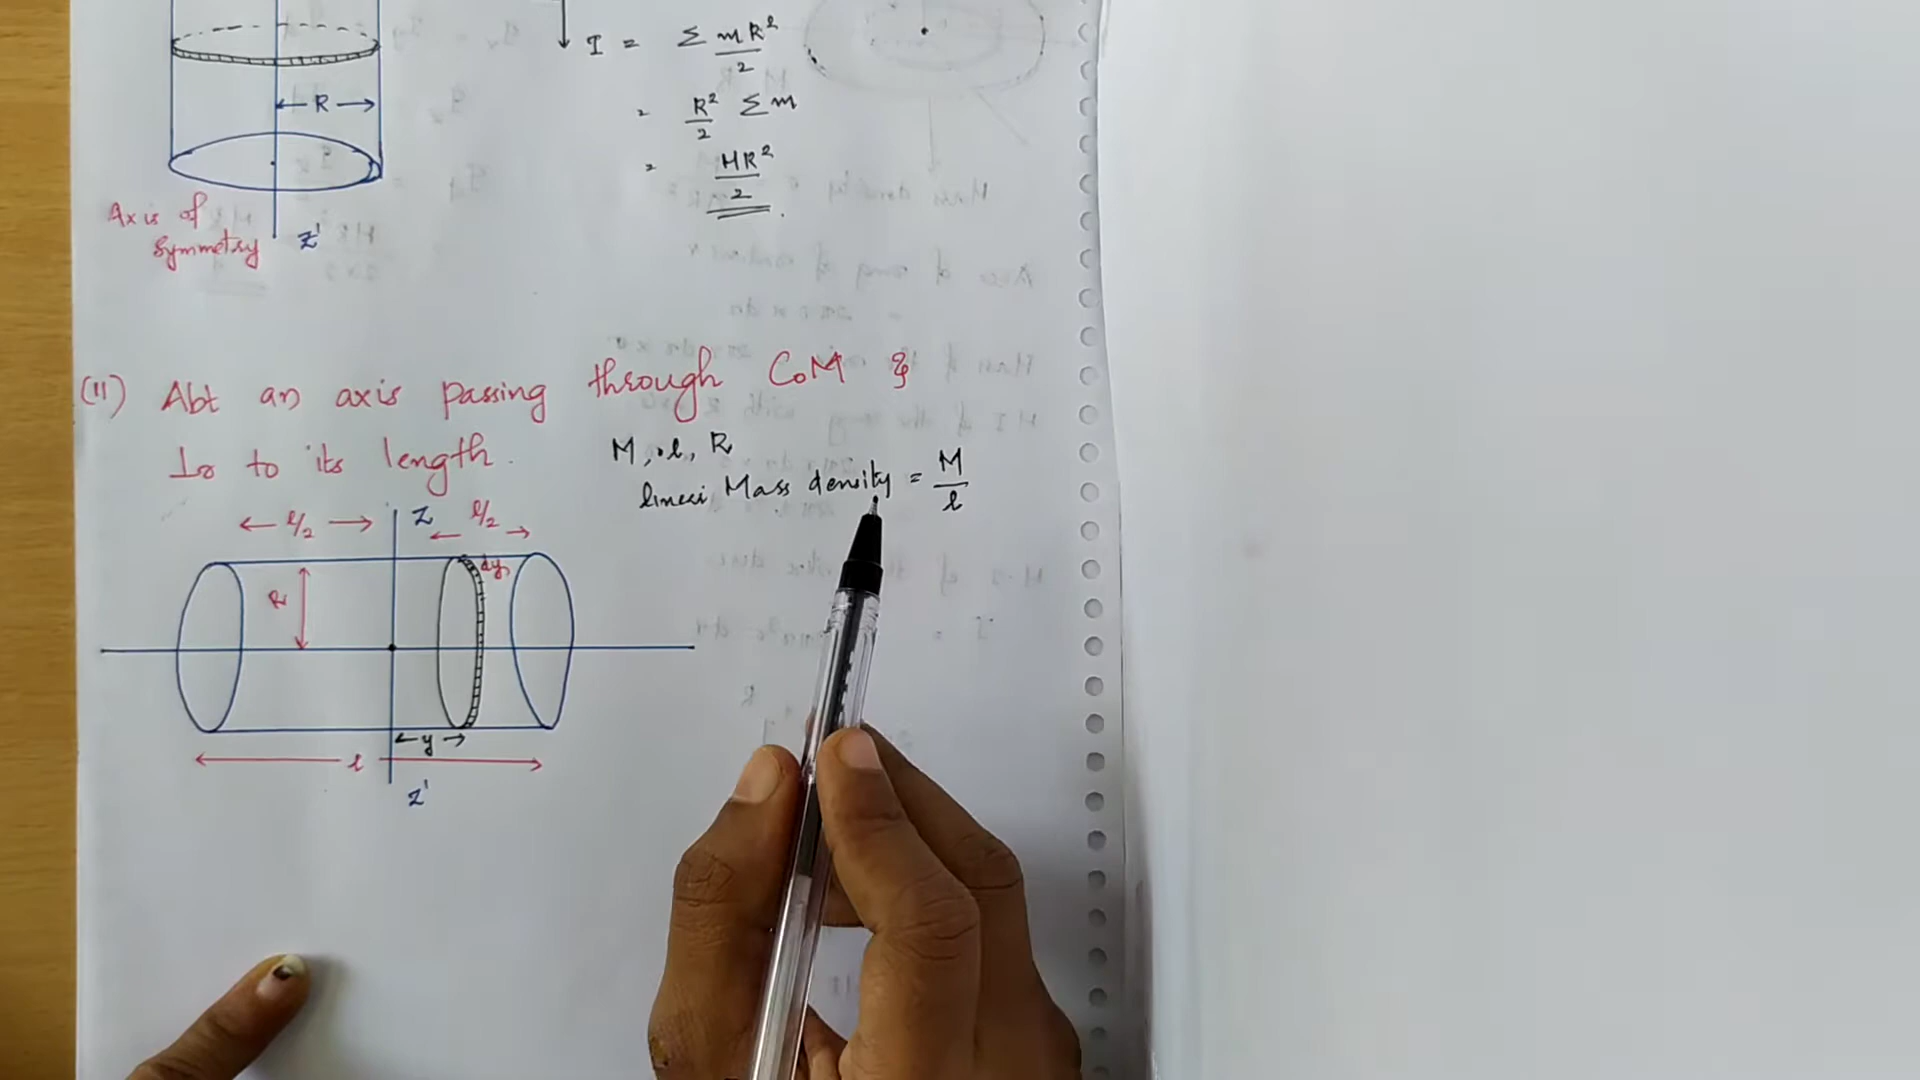 I = Σ mR²/2
= R²/2 Σm
R
= MR²/2
Axis of
Symmetry
Z'
(II) Abt an axis passing through CoM &
⊥r to its length.
M, l, R
linear Mass density = M/l
l/2
Z
l/2
dy
R
y
l
Z'